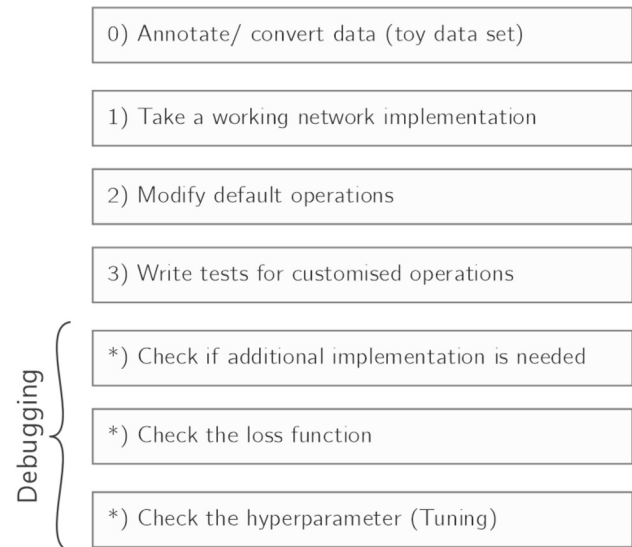 0) Annotate/ convert data (toy data set)
1) Take a working network implementation
2) Modify default operations
3) Write tests for customised operations
Debugging
*) Check if additional implementation is needed
*) Check the loss function
*) Check the hyperparameter (Tuning)